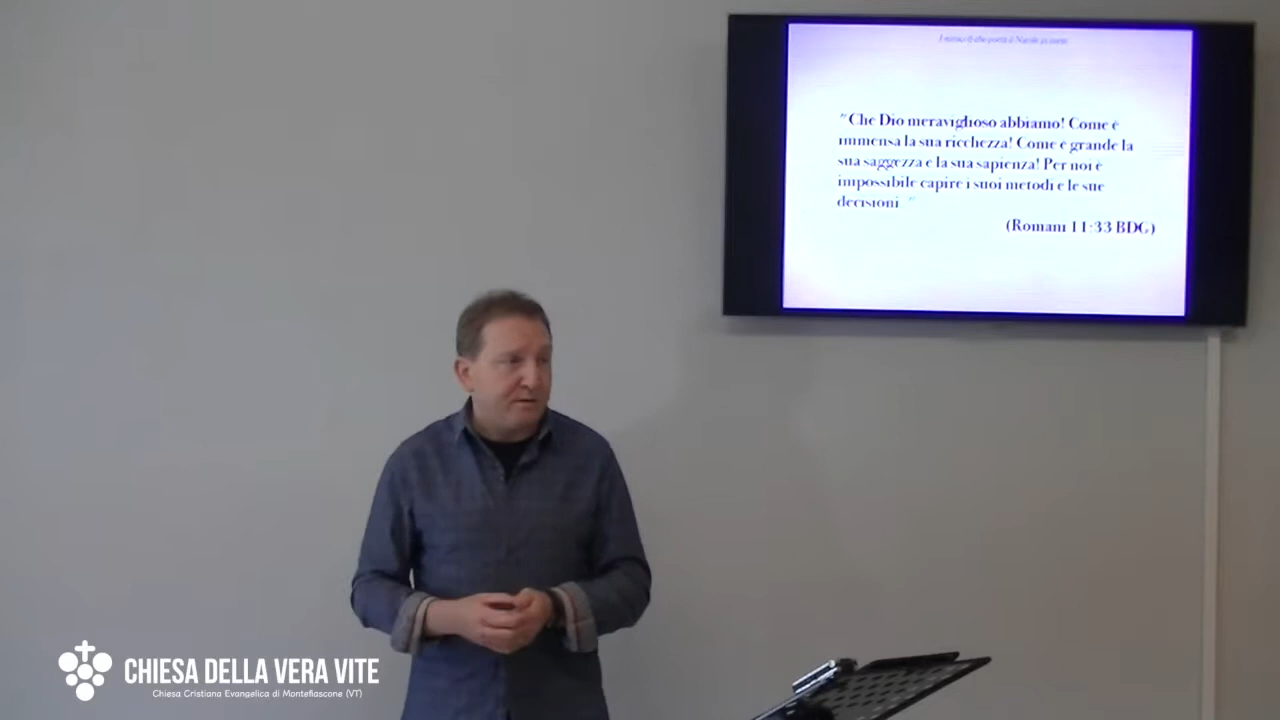 "Che Dio meraviglioso abbiamo! Come è
immensa la sua ricchezza! Come è grande la
sua saggezza e la sua sapienza! Per noi è
impossibile capire i suoi metodi e le sue
decisioni "
(Romani 11:33 BDG)
CHIESA DELLA VERA VITE
Chiesa Cristiana Evangelica di Montefiascone (VT)